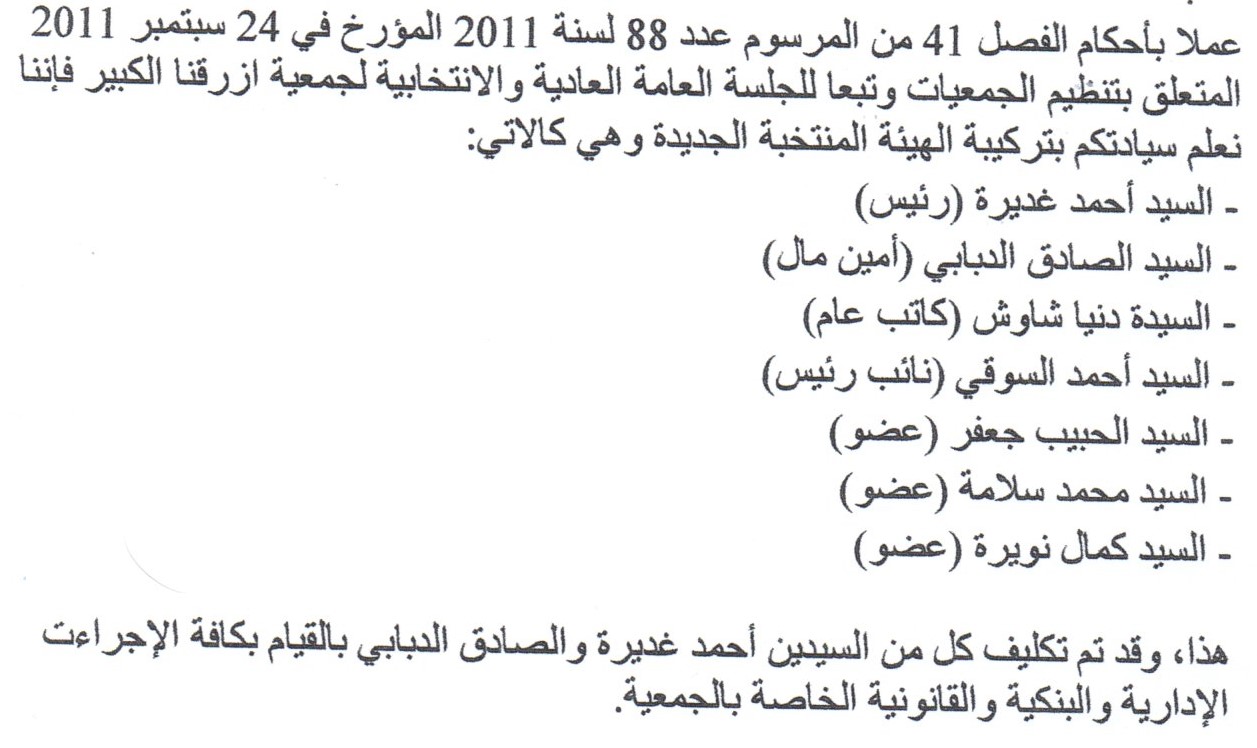 عملا بأحكام الفصل 41 من المرسوم عدد 88 لسنة 2011 المؤرخ في 24 سبتمبر 2011
المتعلق بتنظيم الجمعيات وتبعا للجلسة العامة العادية والانتخابية لجمعية ازرقنا الكبير فإننا
نعلم سيادتكم بتركيبة الهيئة المنتخبة الجديدة وهي كالاتي:
- السيد أحمد غديرة (رئيس)
- السيد الصادق الدبابي (أمين مال)
- السيدة دنيا شاوش (كاتب عام)
- السيد أحمد السوقي (نائب رئيس)
- السيد الحبيب جعفر (عضو)
- السيد محمد سلامة (عضو)
- السيد كمال نويرة (عضو)
هذا، وقد تم تكليف كل من السيدين أحمد غديرة والصادق الدبابي بالقيام بكافة الإجراءت
الإدارية والبنكية والقانونية الخاصة بالجمعية.